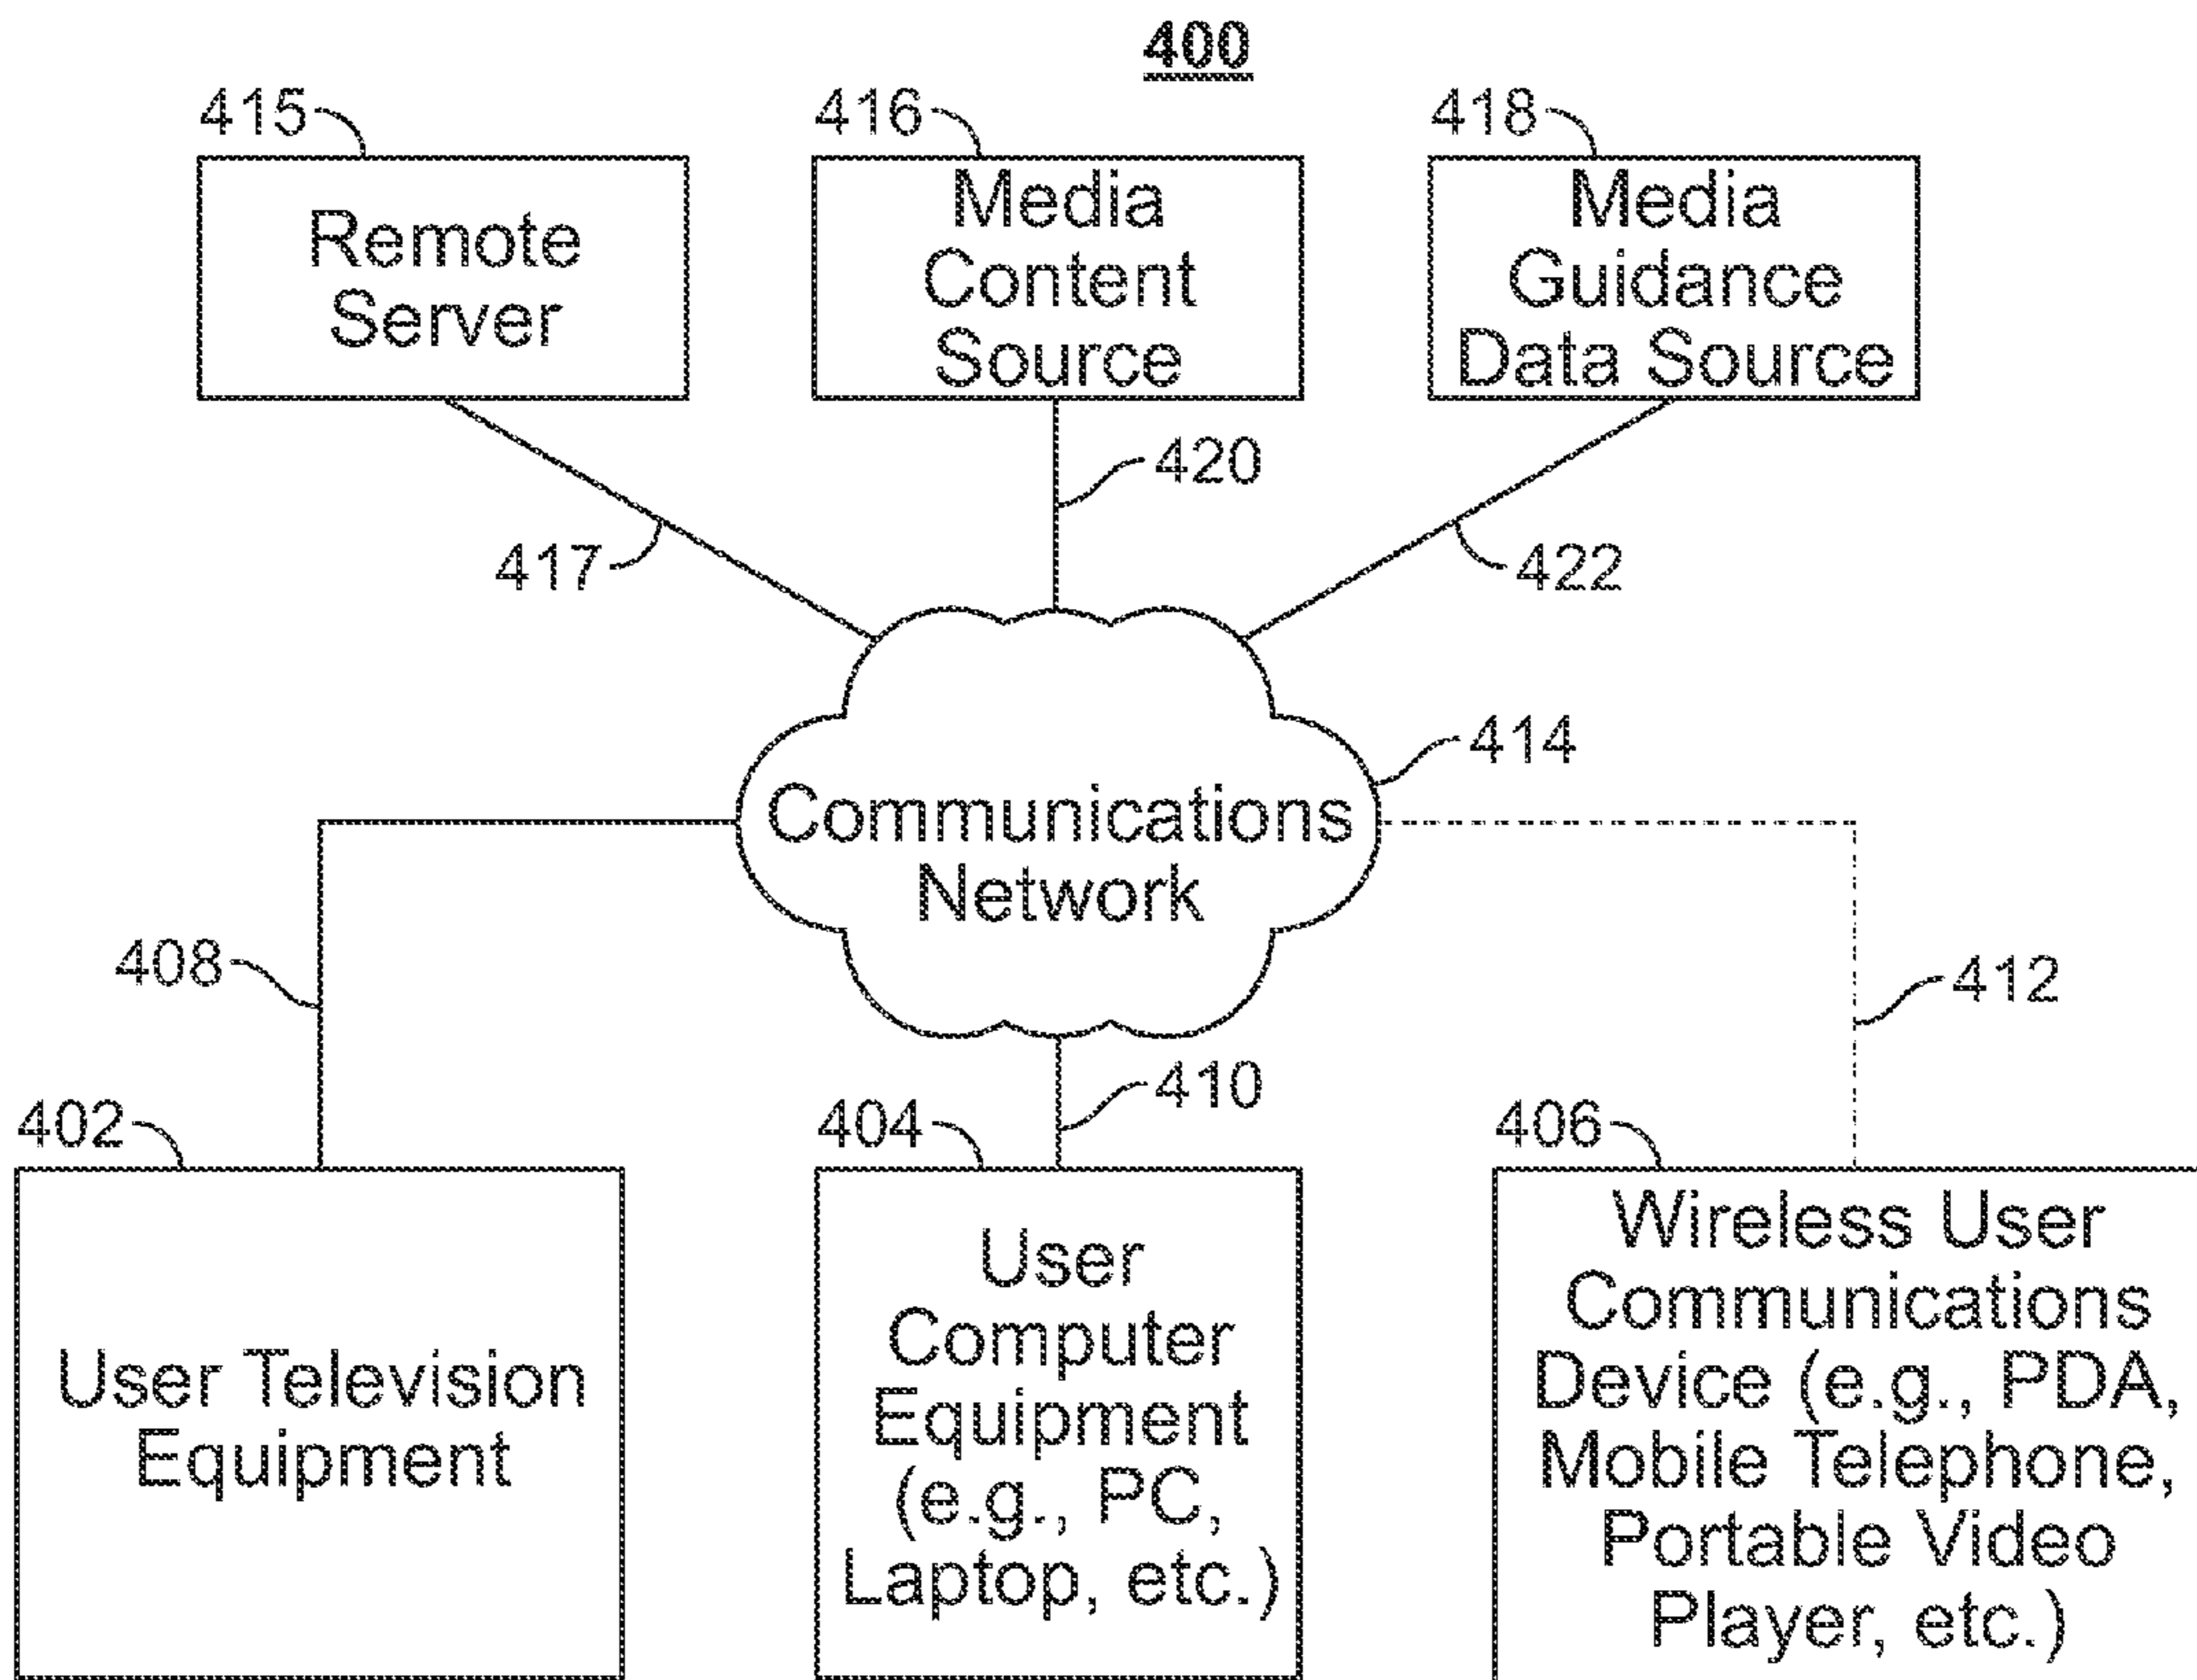 400
415
416
418
Remote
Server
Media
Content
Source
Media
Guidance
Data Source
417
420
422
414
Communications
Network
408
412
410
402
404
406
User Television
Equipment
User
Computer
Equipment
(e.g., PC,
Laptop, etc.)
Wireless User
Communications
Device (e.g., PDA,
Mobile Telephone,
Portable Video
Player, etc.)